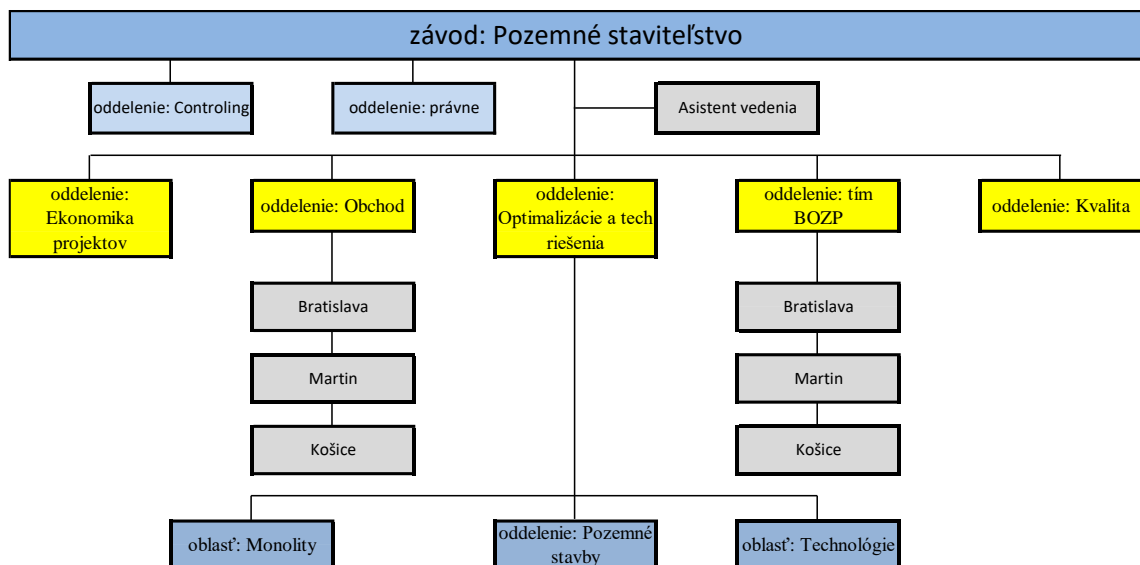 závod: Pozemné staviteľstvo
oddelenie: Controling
oddelenie: právne
Asistent vedenia
oddelenie:
Ekonomika
projektov
oddelenie: Obchod
oddelenie:
Optimalizácie a tech
riešenia
oddelenie: tím
BOZP
oddelenie: Kvalita
Bratislava
Martin
Košice
Bratislava
Martin
Košice
oblasť: Monolity
oddelenie: Pozemné
stavby
oblasť: Technológie